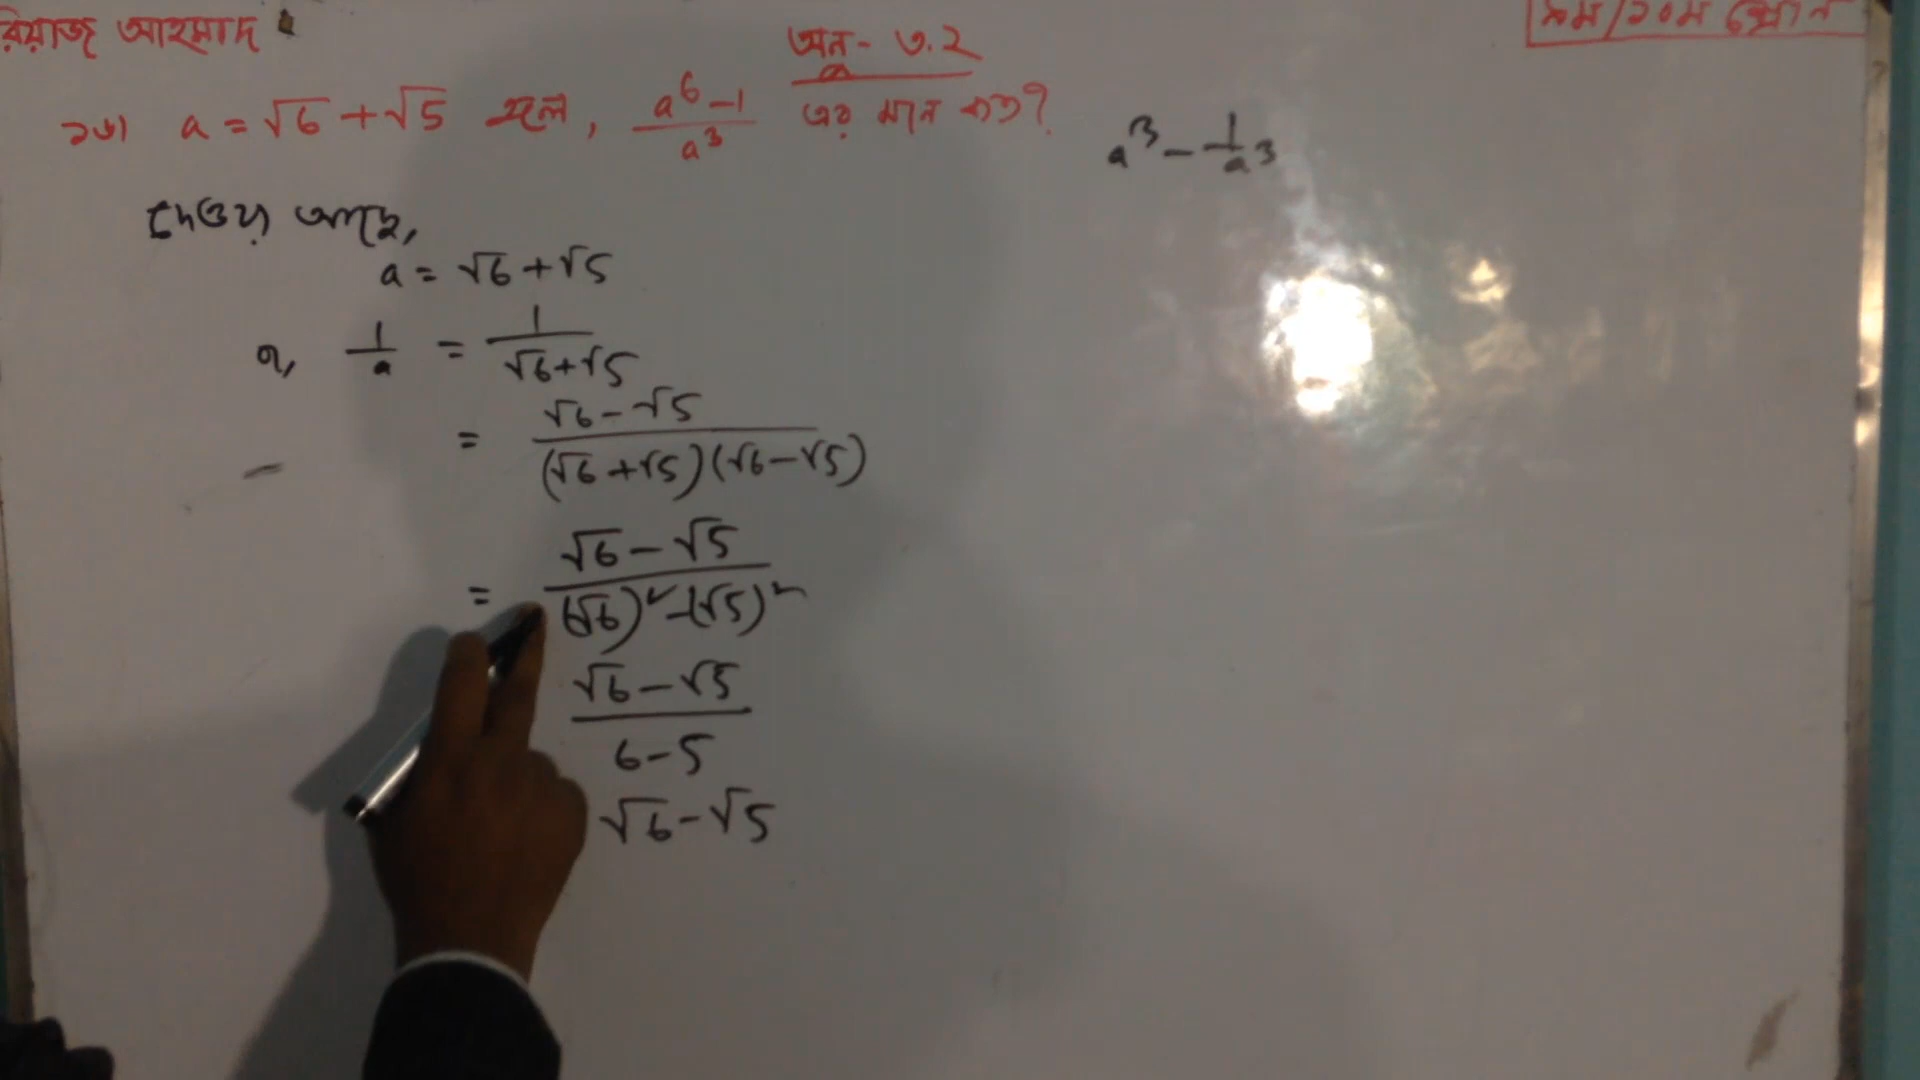 রিয়াজ আহমাদ
৯ম/১০ম শ্রেণি
অনু- ৩.২
১৬। a = √6 + √5 হলে, (a⁶ - 1)/a³ এর মান কত?
a³ - 1/a³
দেওয়া আছে,
a = √6 + √5
বা, 1/a = 1/(√6 + √5)
= (√6 - √5)/((√6 + √5)(√6 - √5))
= (√6 - √5)/((√6)² - (√5)²)
(√6 - √5)/(6 - 5)
√6 - √5